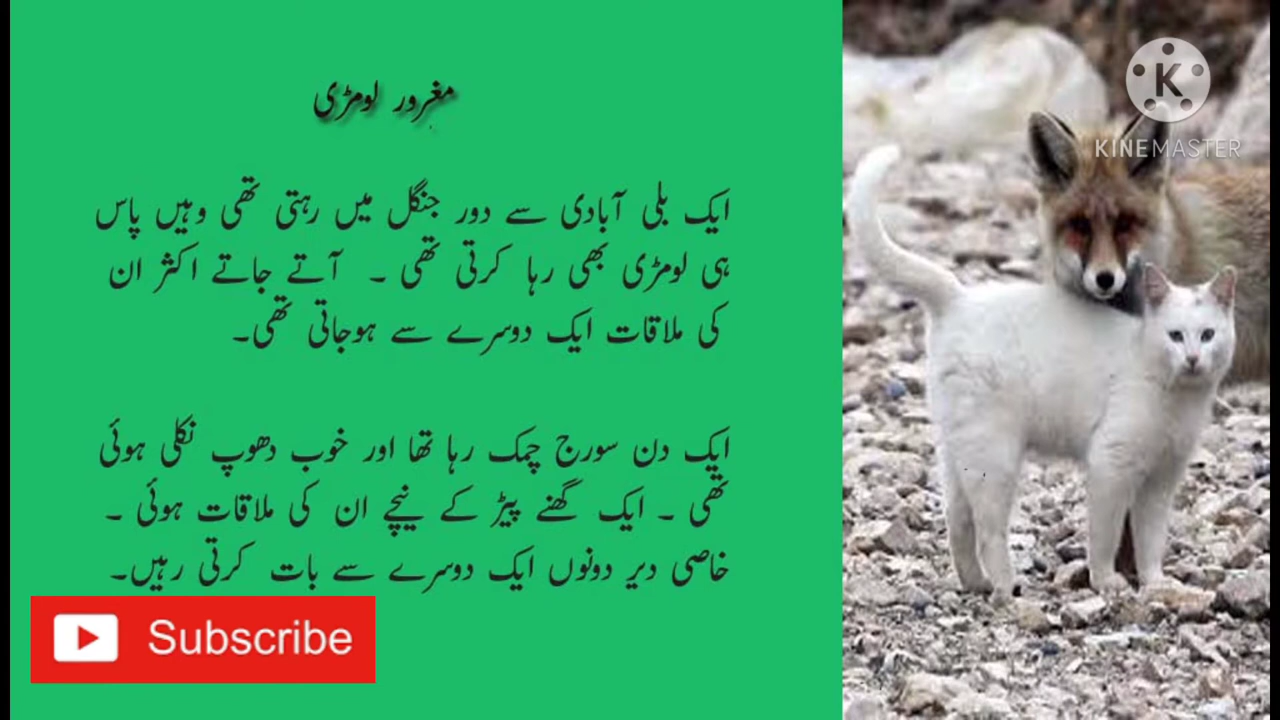 مغرور لومڑی
ایک بلی آبادی سے دور جنگل میں رہتی تھی وہیں پاس
ہی لومڑی بھی رہا کرتی تھی ۔ آتے جاتے اکثر ان
کی ملاقات ایک دوسرے سے ہوجاتی تھی۔
ایک دن سورج چمک رہا تھا اور خوب دھوپ نکلی ہوئی
تھی ۔ ایک گھنے پیڑ کے نیچے ان کی ملاقات ہوئی ۔
خاصی دیر دونوں ایک دوسرے سے بات کرتی رہیں۔
Subscribe
K
KINEMASTER